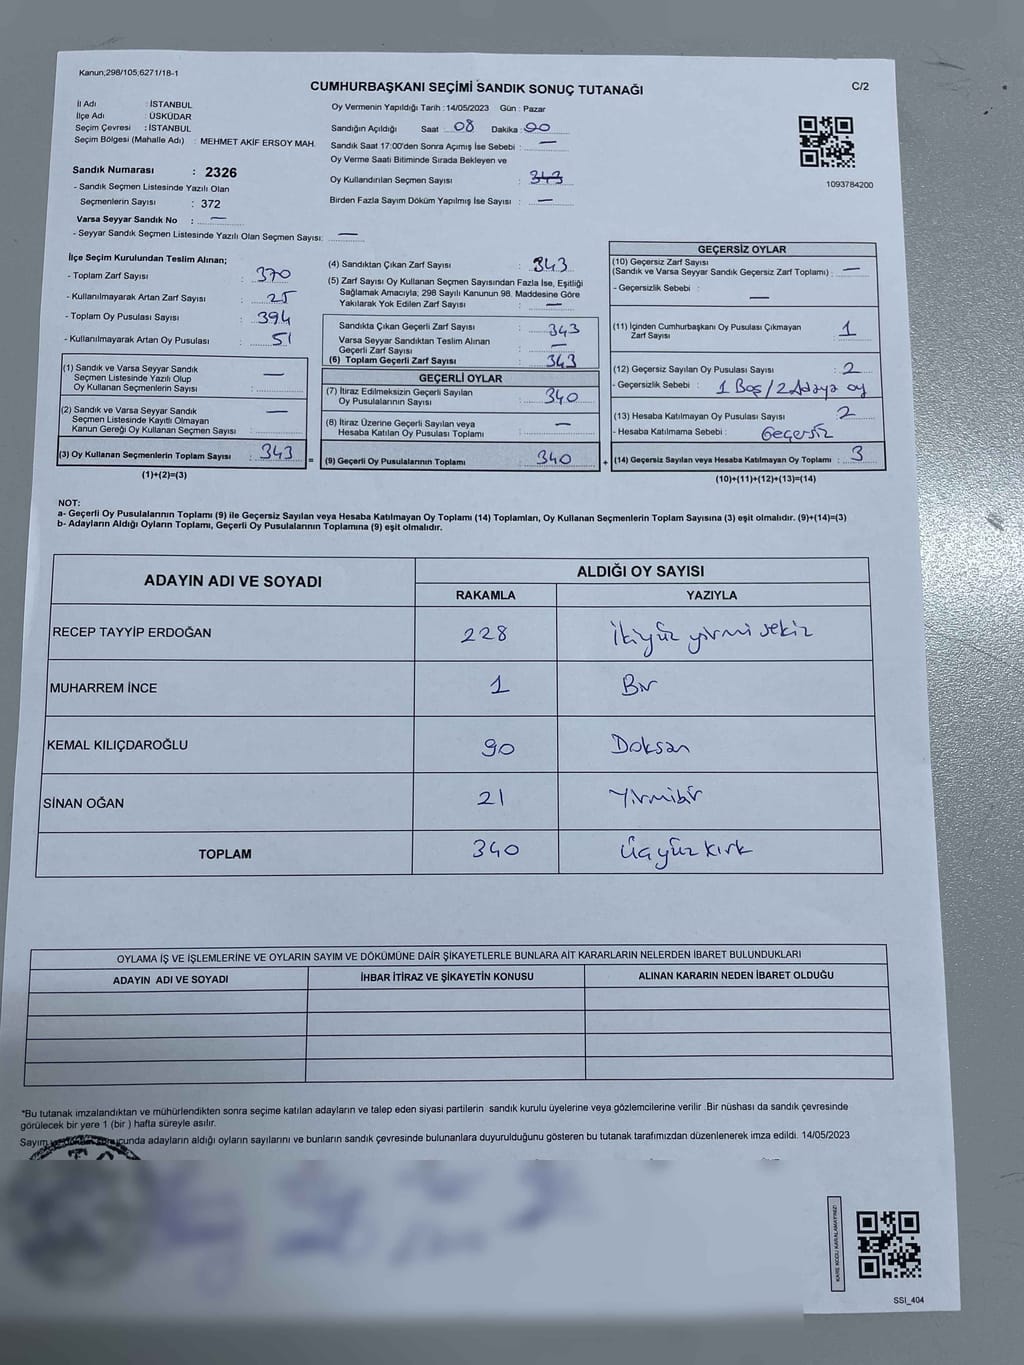 Kanun;298/105,6271/18-1
CUMHURBAŞKANI SEÇİMİ SANDIK SONUÇ TUTANAĞI
C/2
İl Adı : İSTANBUL
İlçe Adı : ÜSKÜDAR
Seçim Çevresi : İSTANBUL
Seçim Bölgesi (Mahalle Adı) : MEHMET AKİF ERSOY MAH.
Oy Vermenin Yapıldığı Tarih : 14/05/2023 Gün : Pazar
Sandığın Açıldığı Saat 08 Dakika : 00
Sandık Saat 17:00'den Sonra Açımış İse Sebebi : —
Oy Verme Saati Bitiminde Sırada Bekleyen ve
Oy Kullandırılan Seçmen Sayısı : 343
Birden Fazla Sayım Döküm Yapılmış İse Sayısı : —
1093784200
Sandık Numarası : 2326
- Sandık Seçmen Listesinde Yazılı Olan
Seçmenlerin Sayısı : 372
Varsa Seyyar Sandık No : —
- Seyyar Sandık Seçmen Listesinde Yazılı Olan Seçmen Sayısı: —
İlçe Seçim Kurulundan Teslim Alınan;
- Toplam Zarf Sayısı : 370
- Kullanılmayarak Artan Zarf Sayısı : 25
- Toplam Oy Pusulası Sayısı : 394
- Kullanılmayarak Artan Oy Pusulası : 51
(1) Sandık ve Varsa Seyyar Sandık
Seçmen Listesinde Yazılı Olup
Oy Kullanan Seçmenlerin Sayısı : —
(2) Sandık ve Varsa Seyyar Sandık
Seçmen Listesinde Kayıtlı Olmayan
Kanun Gereği Oy Kullanan Seçmen Sayısı : —
(3) Oy Kullanan Seçmenlerin Toplam Sayısı : 343
(1)+(2)=(3)
(4) Sandıktan Çıkan Zarf Sayısı : 343
(5) Zarf Sayısı Oy Kullanan Seçmen Sayısından Fazla İse, Eşitliği
Sağlamak Amacıyla; 298 Sayılı Kanunun 98. Maddesine Göre
Yakılarak Yok Edilen Zarf Sayısı : —
Sandıkta Çıkan Geçerli Zarf Sayısı : 343
Varsa Seyyar Sandıktan Teslim Alınan
Geçerli Zarf Sayısı : —
(6) Toplam Geçerli Zarf Sayısı : 343
GEÇERLİ OYLAR
(7) İtiraz Edilmeksizin Geçerli Sayılan
Oy Pusulalarının Sayısı : 340
(8) İtiraz Üzerine Geçerli Sayılan veya
Hesaba Katılan Oy Pusulası Toplamı : —
= (9) Geçerli Oy Pusulalarının Toplamı : 340
GEÇERSİZ OYLAR
(10) Geçersiz Zarf Sayısı
(Sandık ve Varsa Seyyar Sandık Geçersiz Zarf Toplamı) : —
- Geçersizlik Sebebi : —
(11) İçinden Cumhurbaşkanı Oy Pusulası Çıkmayan
Zarf Sayısı : 1
(12) Geçersiz Sayılan Oy Pusulası Sayısı : 2
- Geçersizlik Sebebi : 1 Boş / 2 Adaya oy
(13) Hesaba Katılmayan Oy Pusulası Sayısı : 2
- Hesaba Katılmama Sebebi : Geçersiz
+ (14) Geçersiz Sayılan veya Hesaba Katılmayan Oy Toplamı : 3
(10)+(11)+(12)+(13)=(14)
NOT:
a- Geçerli Oy Pusulalarının Toplamı (9) ile Geçersiz Sayılan veya Hesaba Katılmayan Oy Toplamı (14) Toplamları, Oy Kullanan Seçmenlerin Toplam Sayısına (3) eşit olmalıdır. (9)+(14)=(3)
b- Adayların Aldığı Oyların Toplamı, Geçerli Oy Pusulalarının Toplamına (9) eşit olmalıdır.
ADAYIN ADI VE SOYADI
ALDIĞI OY SAYISI
RAKAMLA YAZIYLA
RECEP TAYYİP ERDOĞAN 228 İkiyüz yirmi sekiz
MUHARREM İNCE 1 Bir
KEMAL KILIÇDAROĞLU 90 Doksan
SİNAN OĞAN 21 Yirmibir
TOPLAM 340 Üçyüz kırk
OYLAMA İŞ VE İŞLEMLERİNE VE OYLARIN SAYIM VE DÖKÜMÜNE DAİR ŞİKAYETLERLE BUNLARA AİT KARARLARIN NELERDEN İBARET BULUNDUKLARI
ADAYIN ADI VE SOYADI İHBAR İTİRAZ VE ŞİKAYETİN KONUSU ALINAN KARARIN NEDEN İBARET OLDUĞU
*Bu tutanak imzalandıktan ve mühürlendikten sonra seçime katılan adayların ve talep eden siyasi partilerin sandık kurulu üyelerine veya gözlemcilerine verilir .Bir nüshası da sandık çevresinde
görülecek bir yere 1 (bir ) hafta süreyle asılır.
Sayım adayların aldığı oyların sayılarını ve bunların sandık çevresinde bulunanlara duyurulduğunu gösteren bu tutanak tarafımızdan düzenlenerek imza edildi. 14/05/2023
KARE KODU KARALAMAYINIZ!
SSI_404